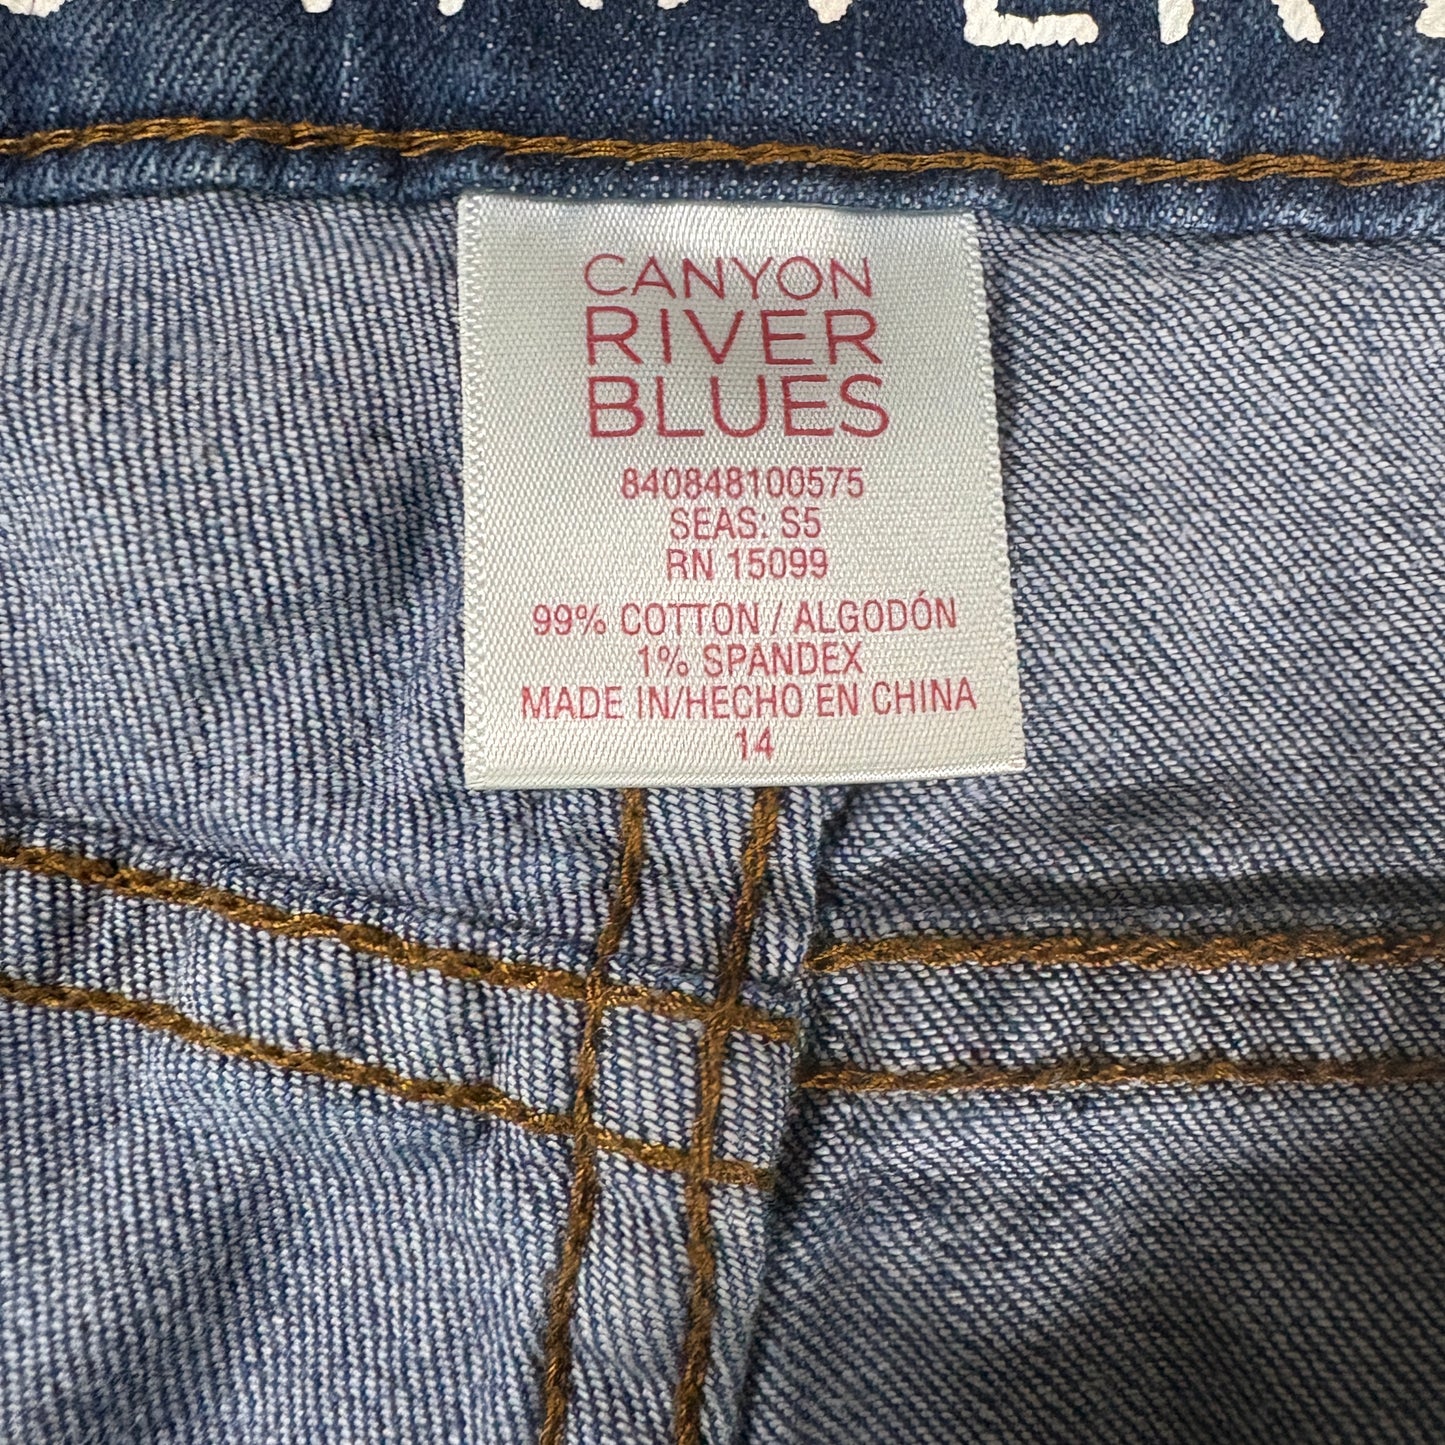 CANYON
RIVER
BLUES
840848100575
SEAS: S5
RN 15099
99% COTTON / ALGODÓN
1% SPANDEX
MADE IN/HECHO EN CHINA
14